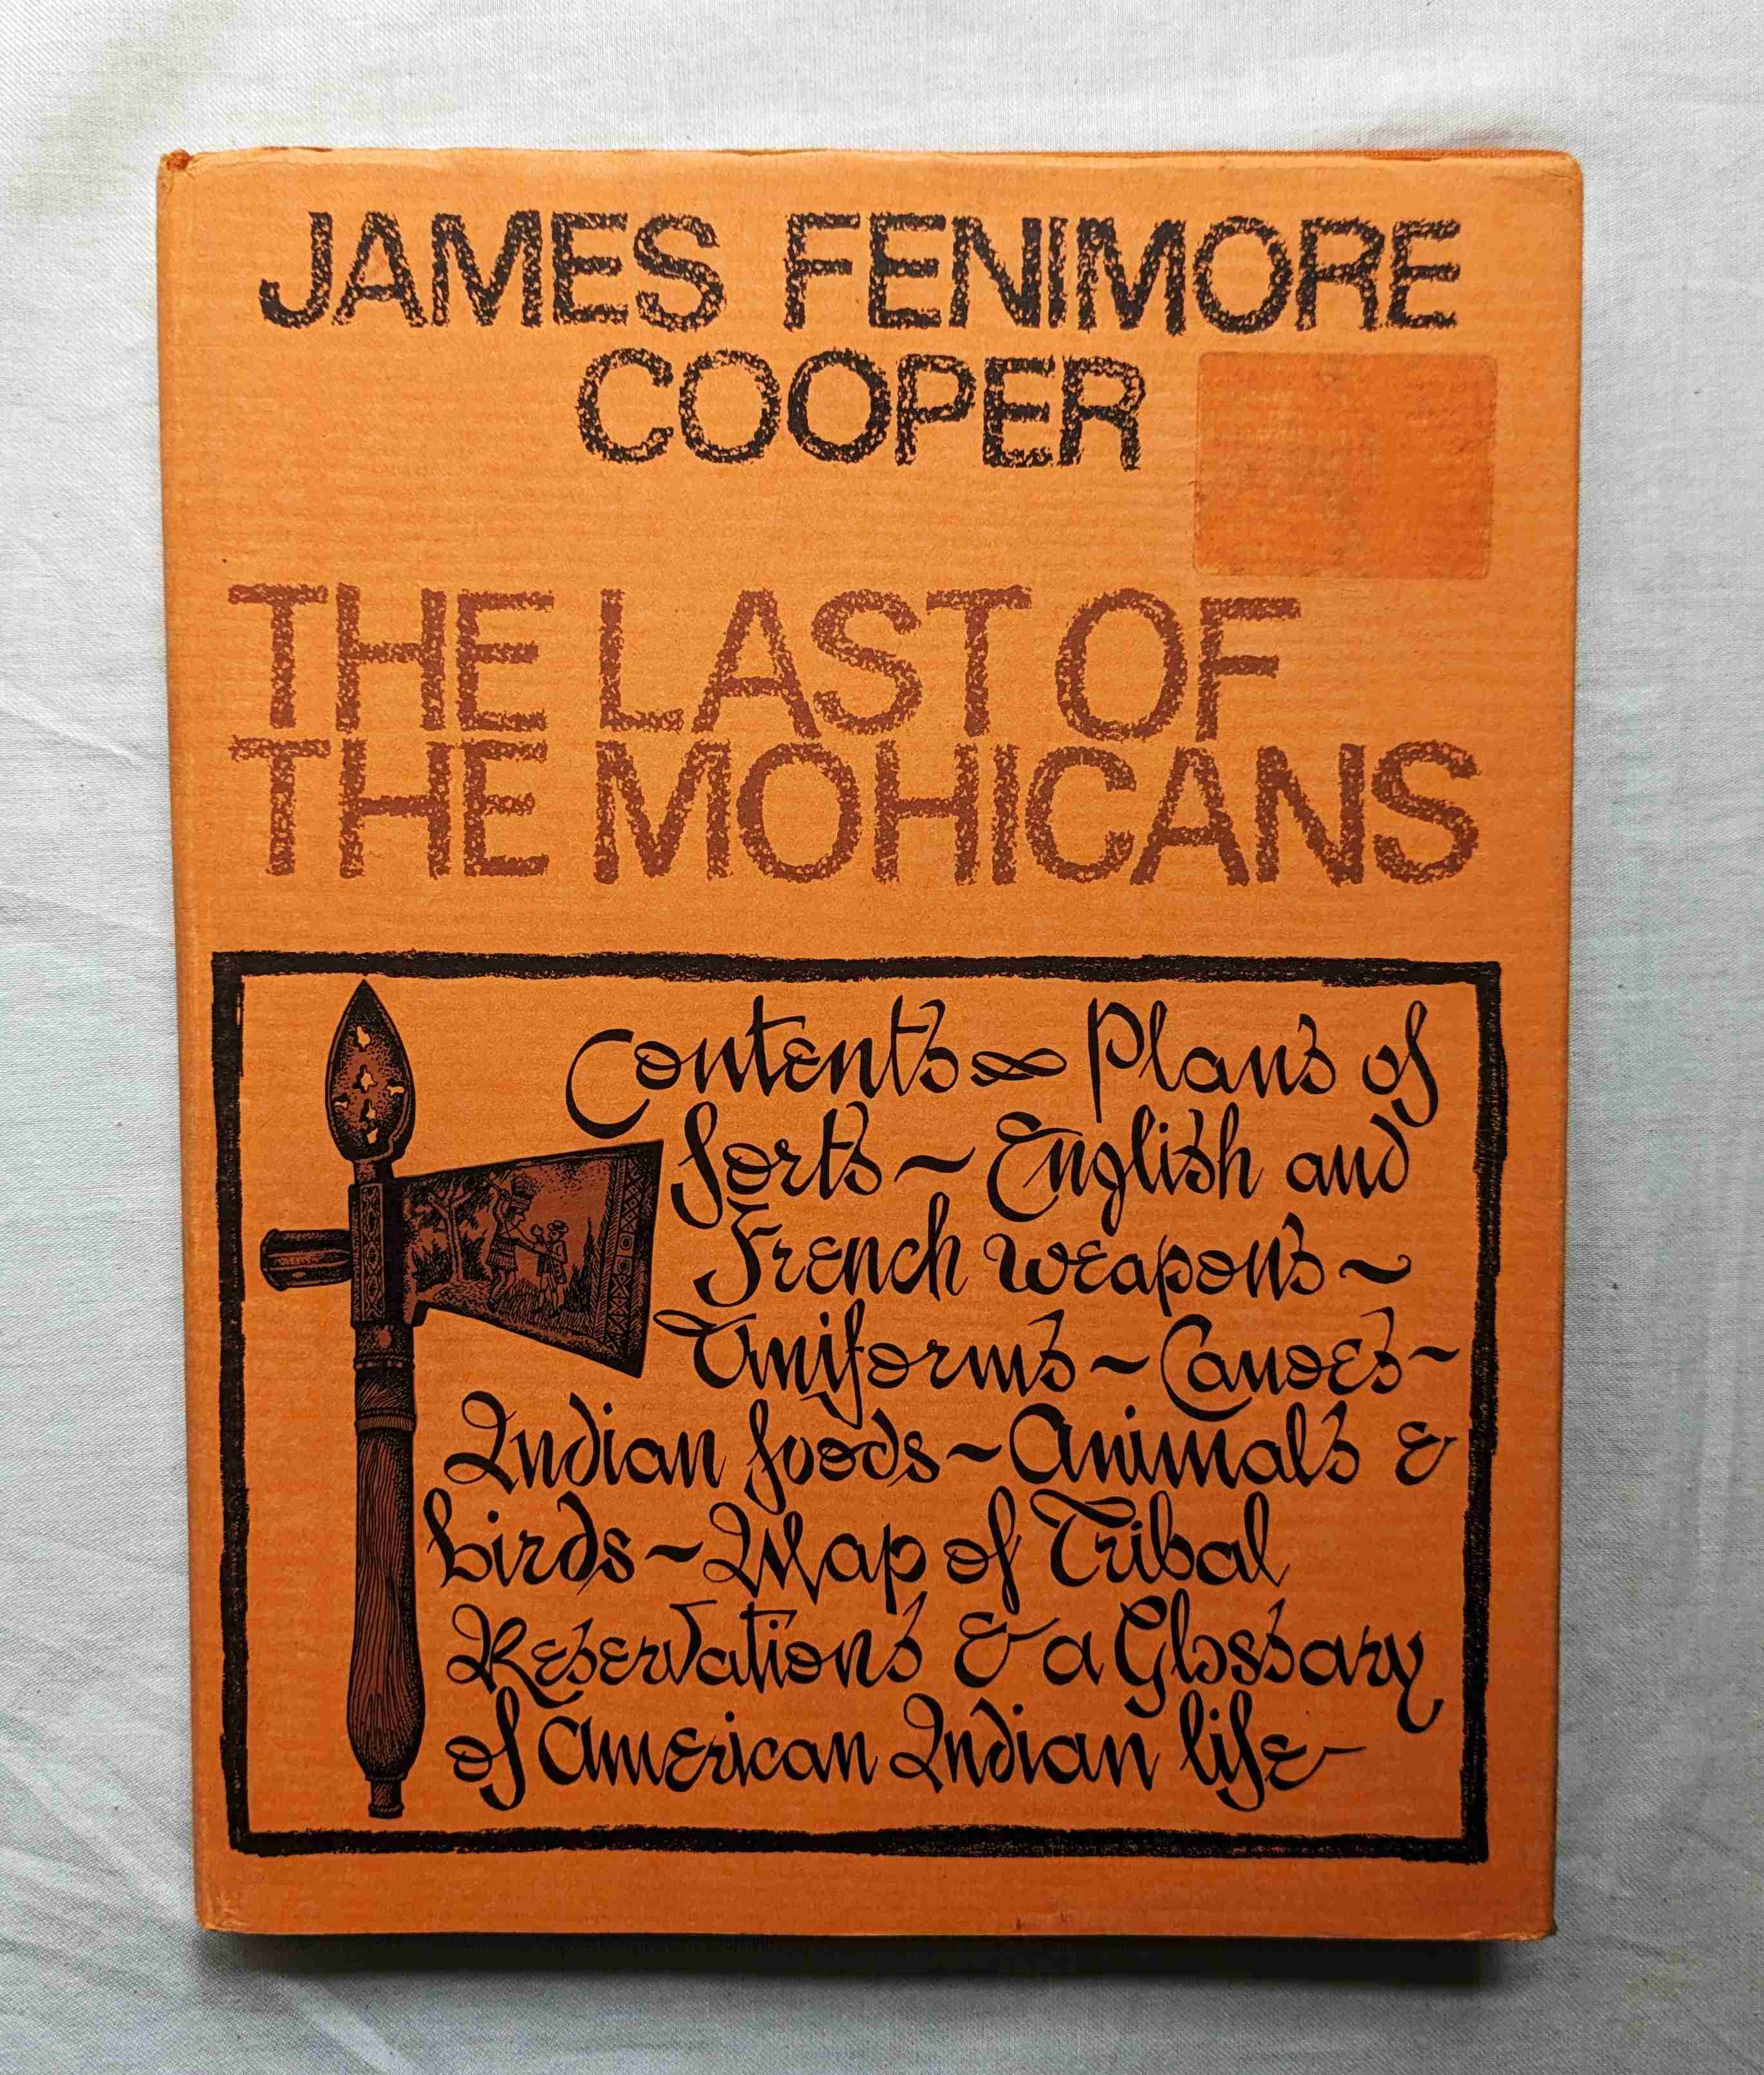 JAMES FENIMORE
COOPER
THE LAST OF
THE MOHICANS
Contents ∞ Plans of
forts ~ English and
French weapons ~
Uniforms ~ Canoes ~
Indian foods ~ Animals &
birds ~ Map of Tribal
Reservations & a Glossary
of American Indian life